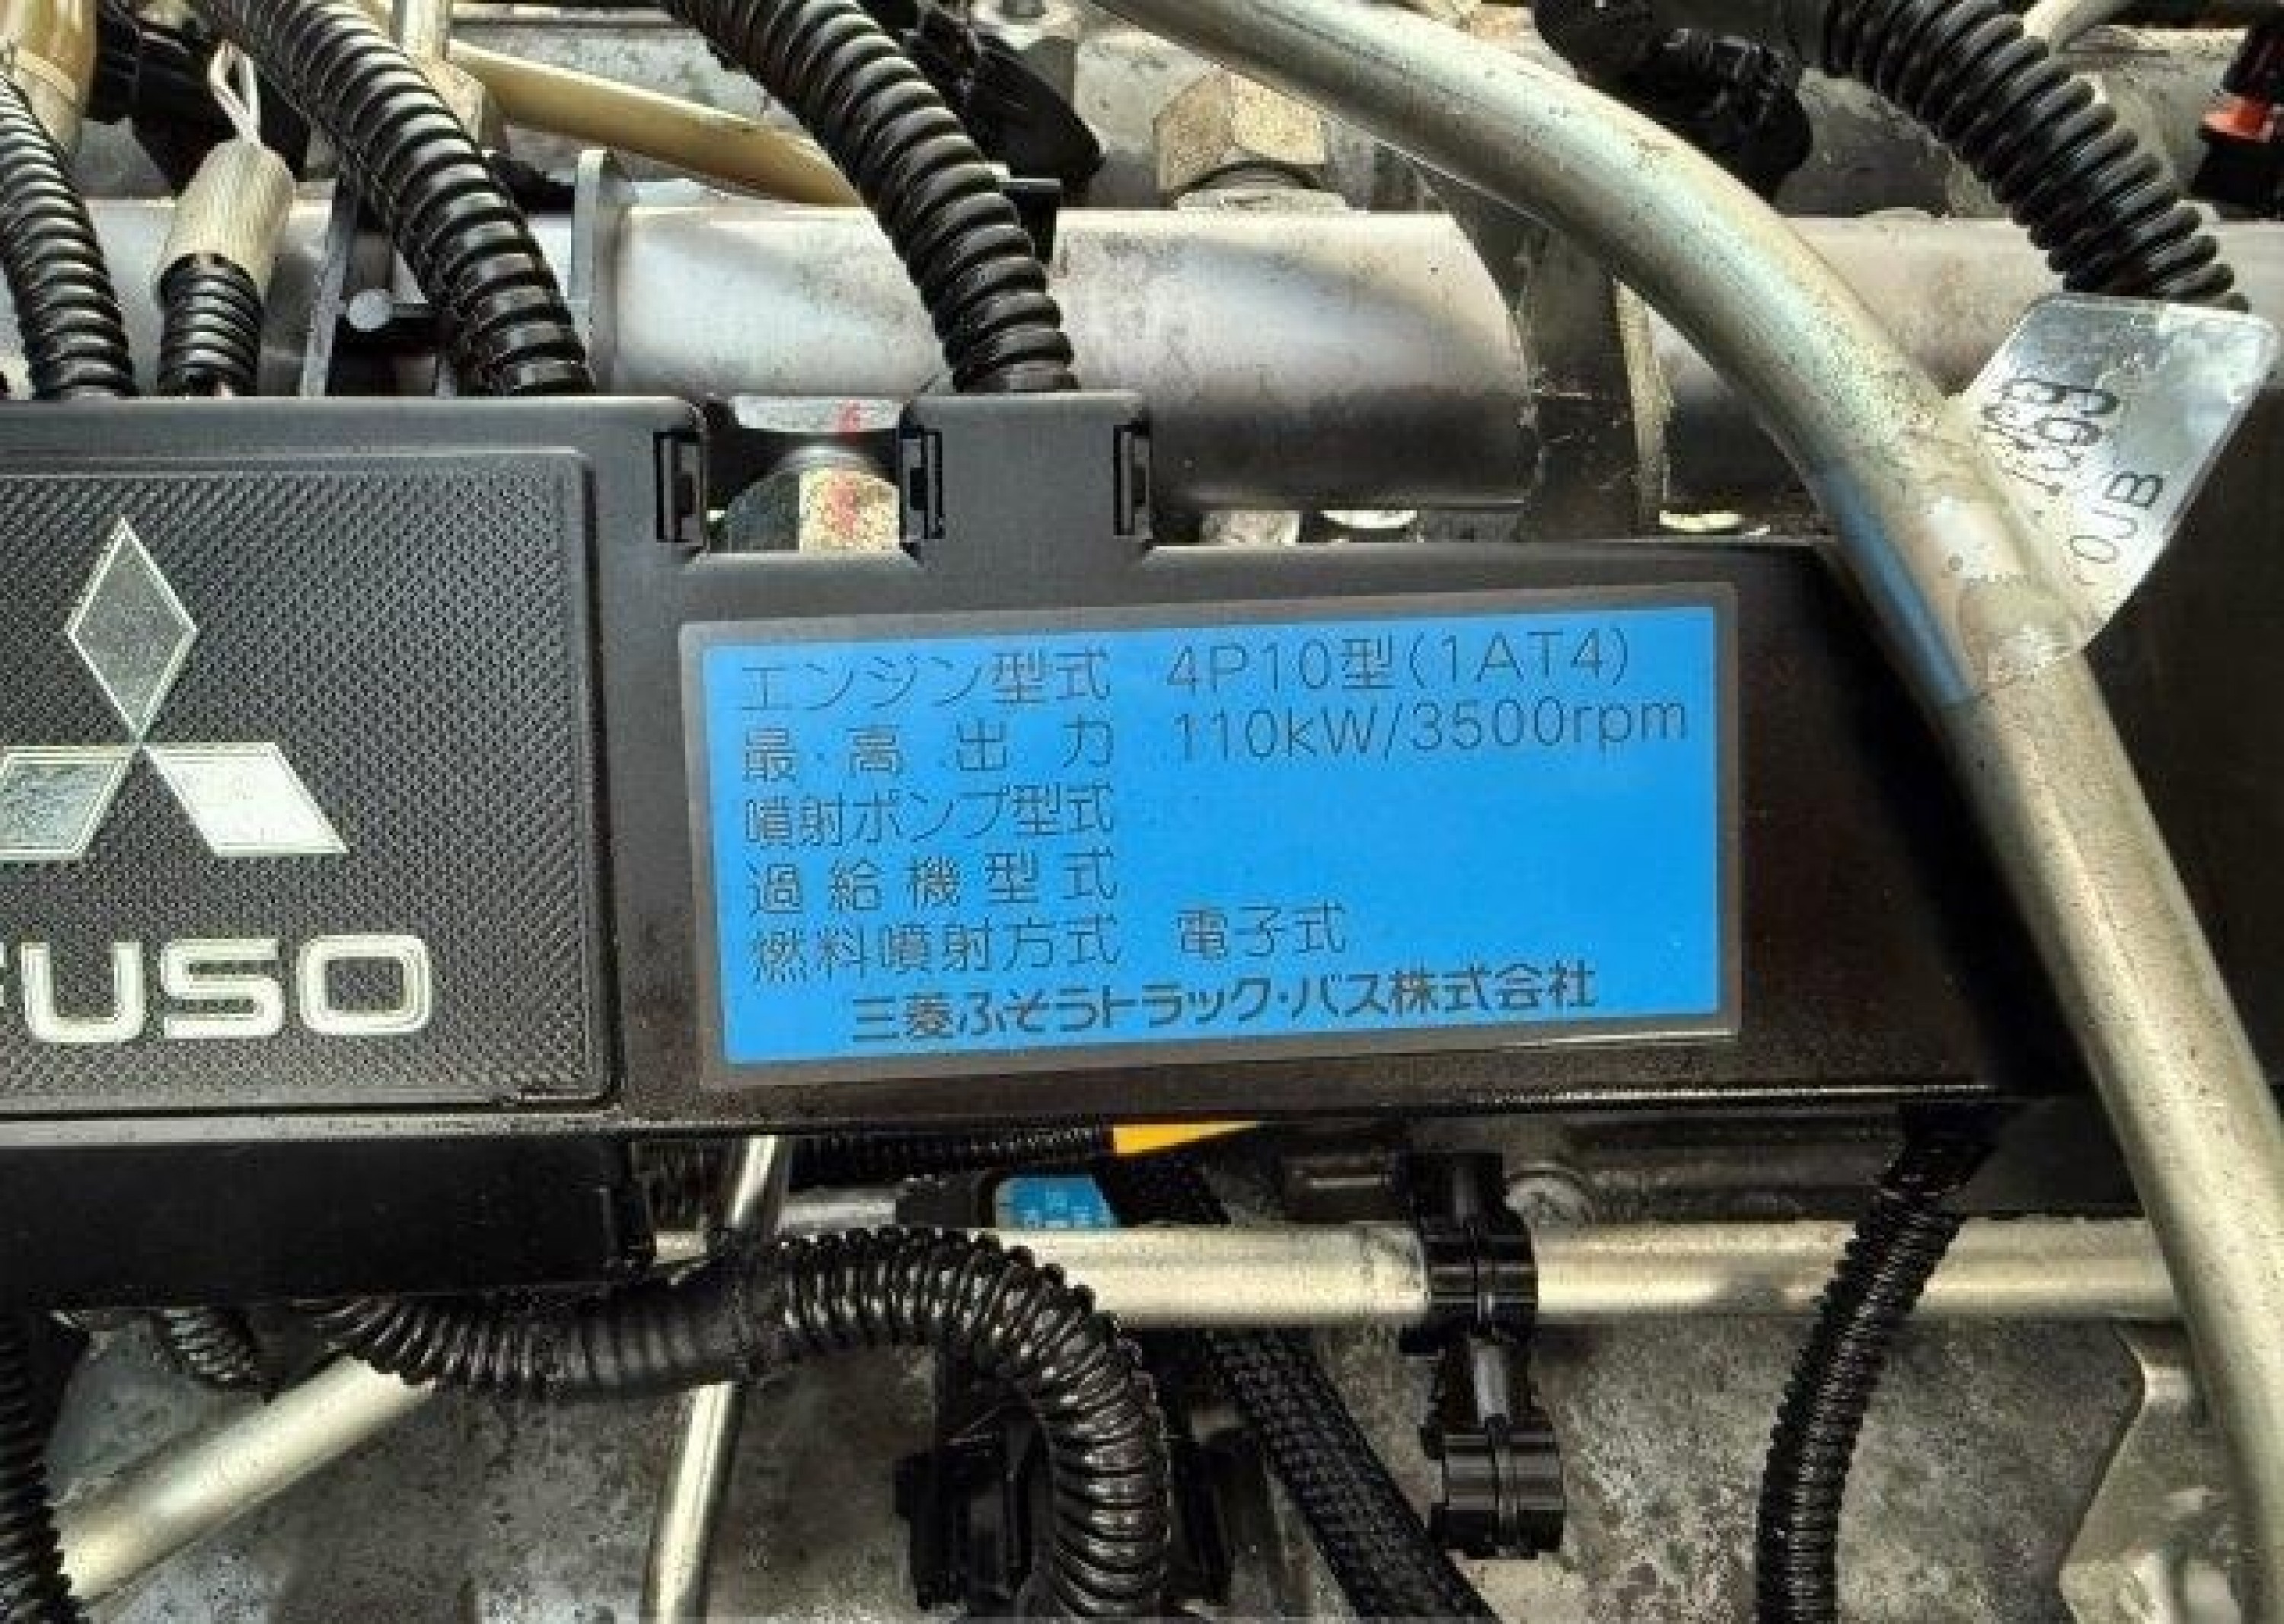 エンジン型式 4P10型(1AT4)
最高出力 110kW/3500rpm
噴射ポンプ型式
過給機型式
燃料噴射方式 電子式
三菱ふそうトラック・バス株式会社
USO
0JB